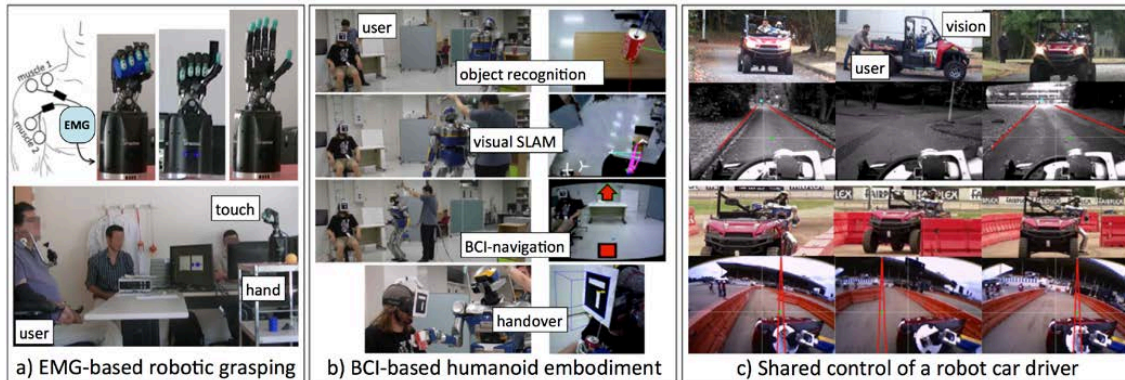 muscle 1
EMG
muscle 2
touch
hand
user
a) EMG-based robotic grasping
user
object recognition
visual SLAM
BCI-navigation
handover
b) BCI-based humanoid embodiment
vision
user
c) Shared control of a robot car driver